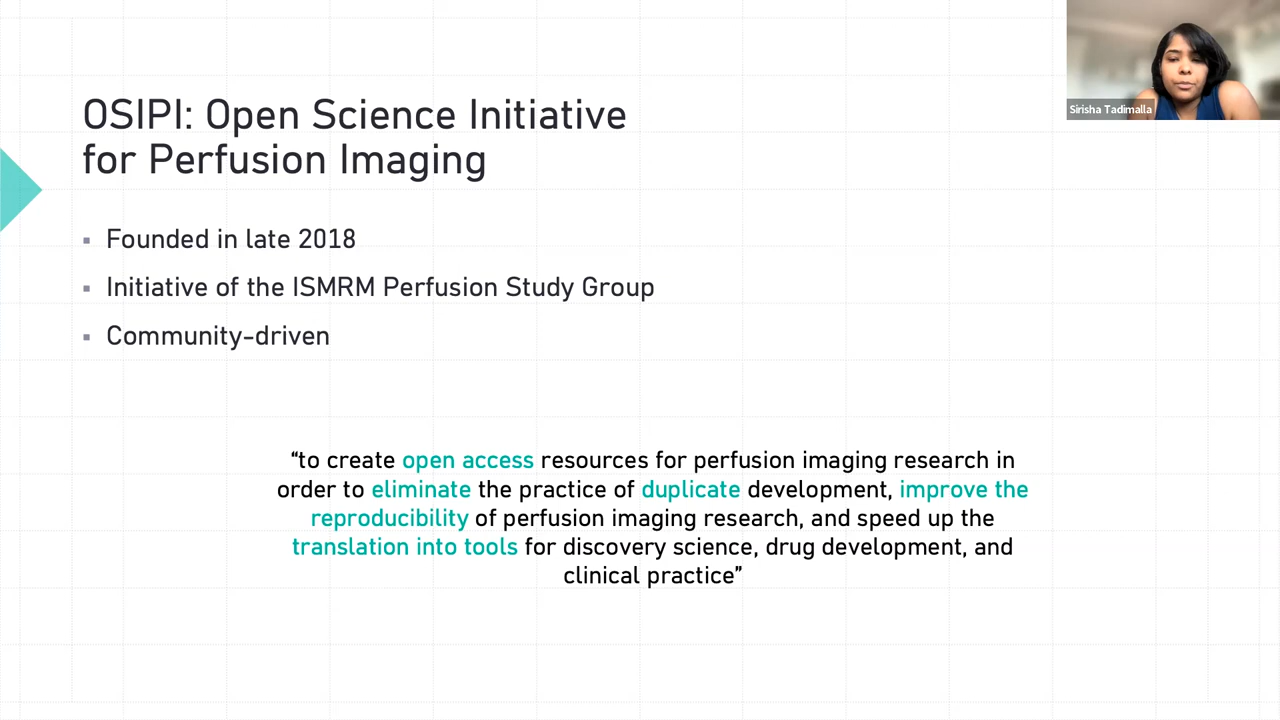 OSIPI: Open Science Initiative
for Perfusion Imaging
▪ Founded in late 2018
▪ Initiative of the ISMRM Perfusion Study Group
▪ Community-driven
“to create open access resources for perfusion imaging research in
order to eliminate the practice of duplicate development, improve the
reproducibility of perfusion imaging research, and speed up the
translation into tools for discovery science, drug development, and
clinical practice”
Sirisha Tadimalla